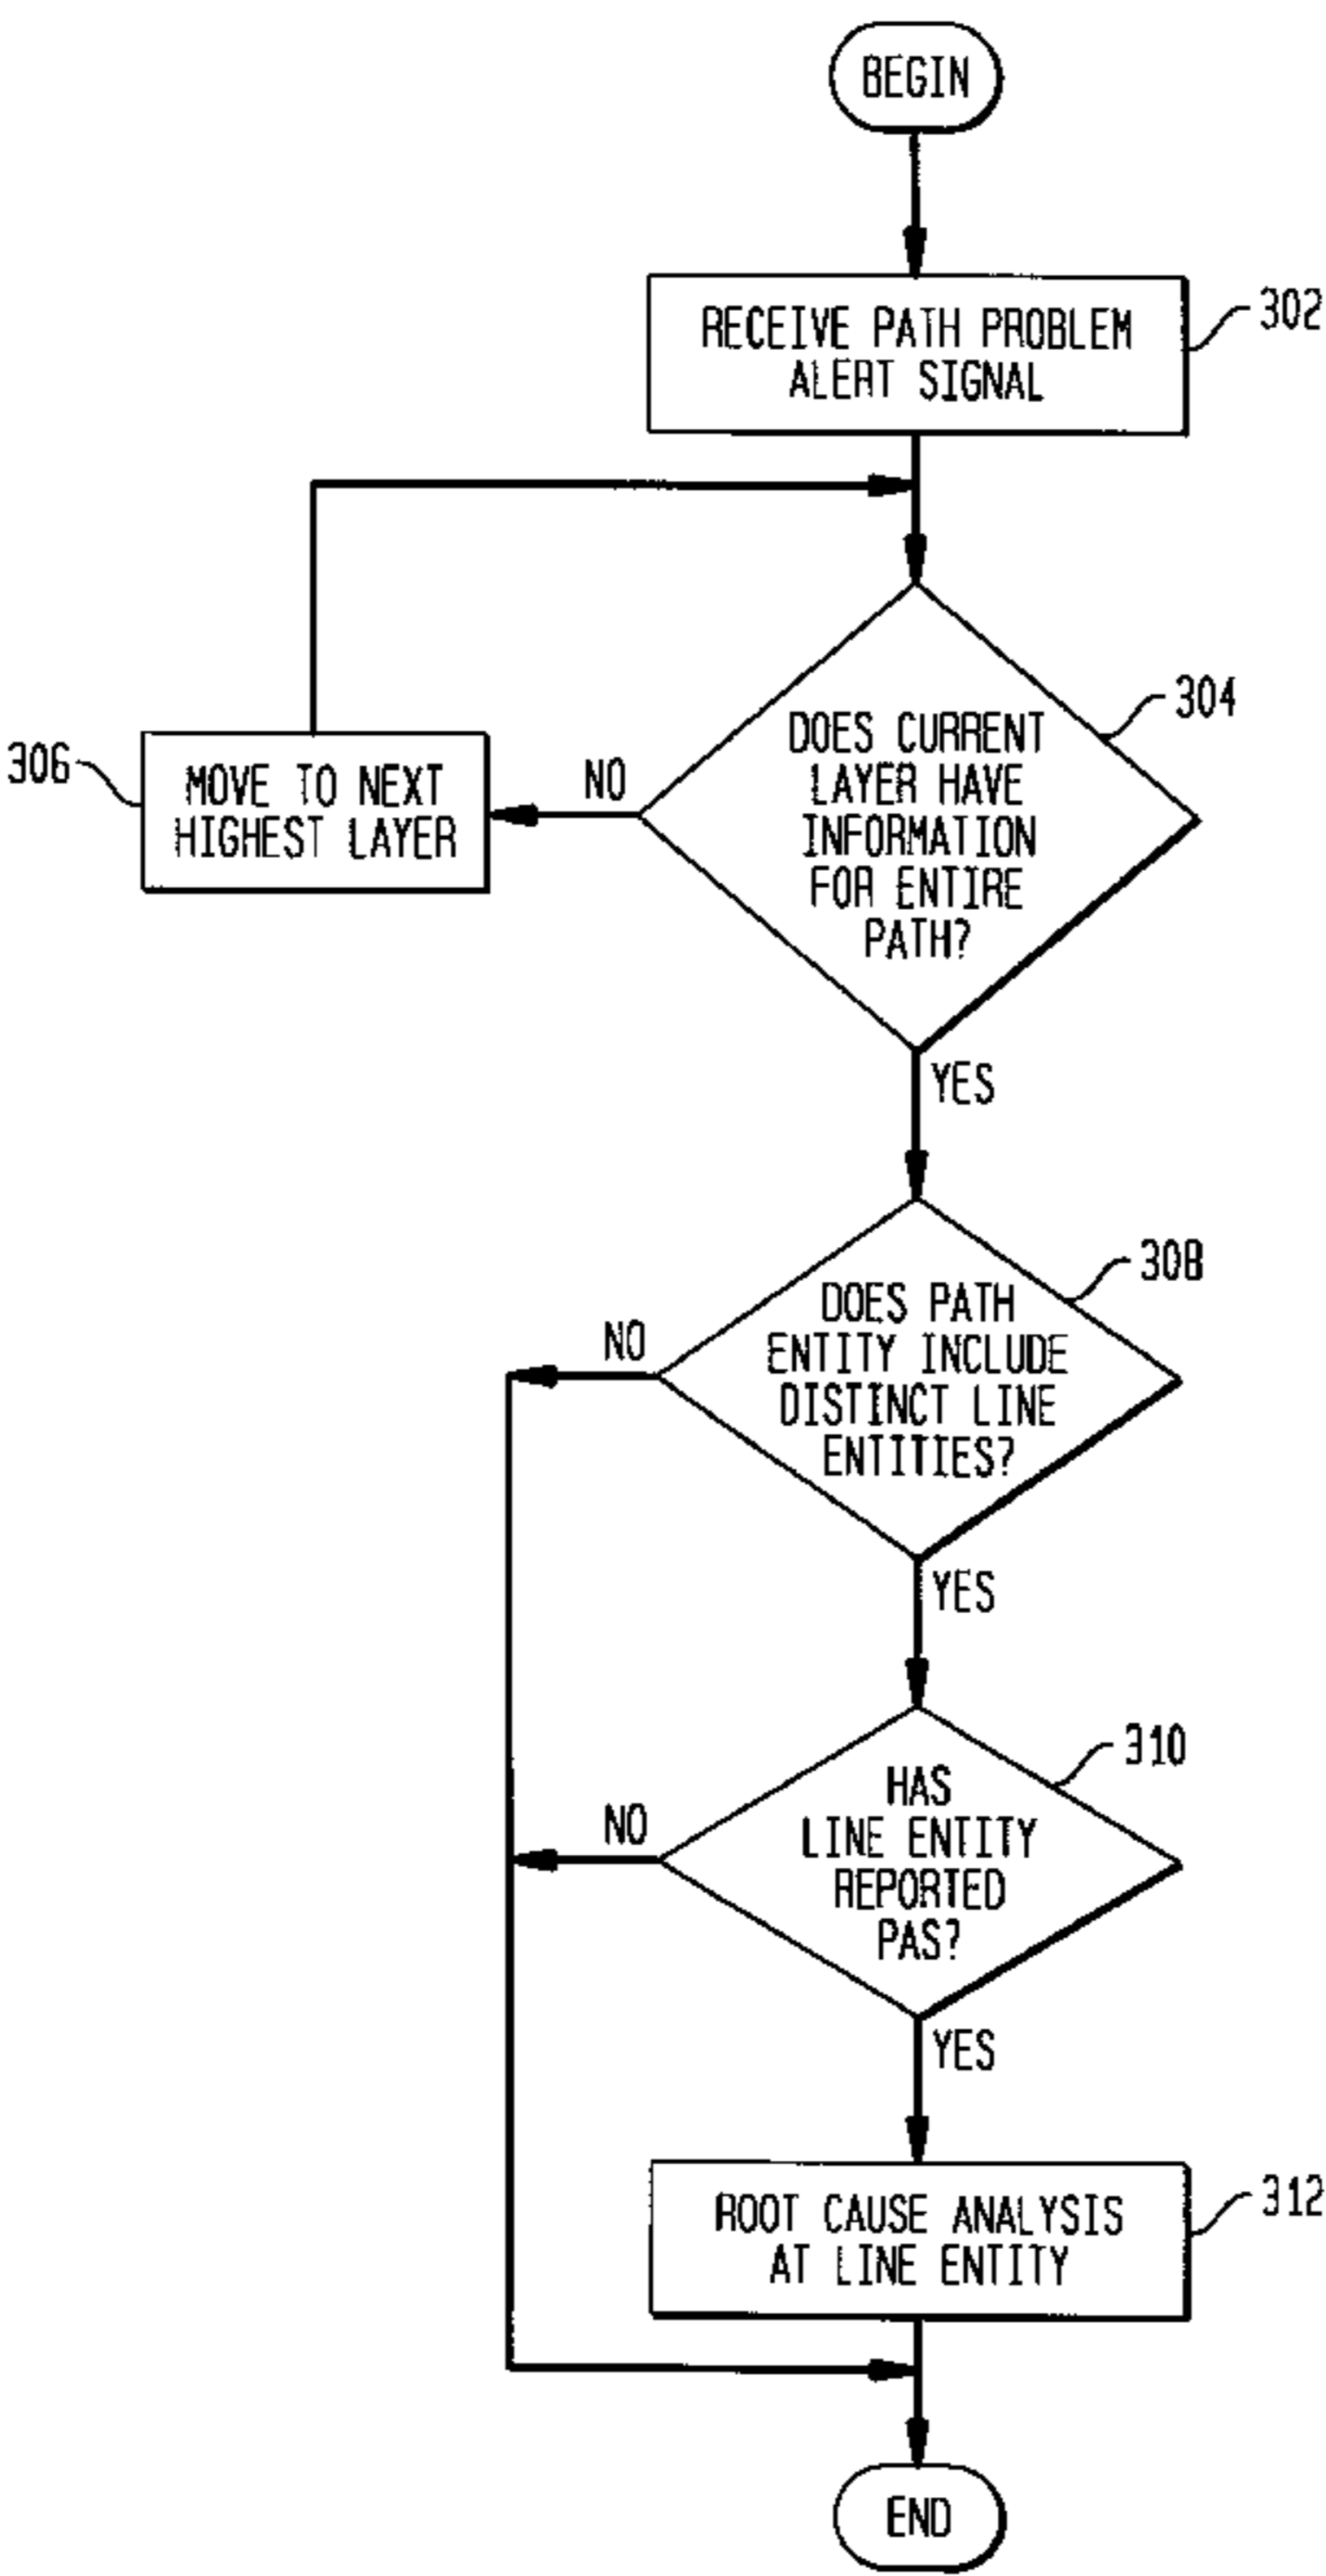 BEGIN
RECEIVE PATH PROBLEM
ALERT SIGNAL
302
DOES CURRENT
LAYER HAVE
INFORMATION
FOR ENTIRE
PATH?
304
NO
306
MOVE TO NEXT
HIGHEST LAYER
YES
DOES PATH
ENTITY INCLUDE
DISTINCT LINE
ENTITIES?
308
NO
YES
HAS
LINE ENTITY
REPORTED
PAS?
310
NO
YES
ROOT CAUSE ANALYSIS
AT LINE ENTITY
312
END